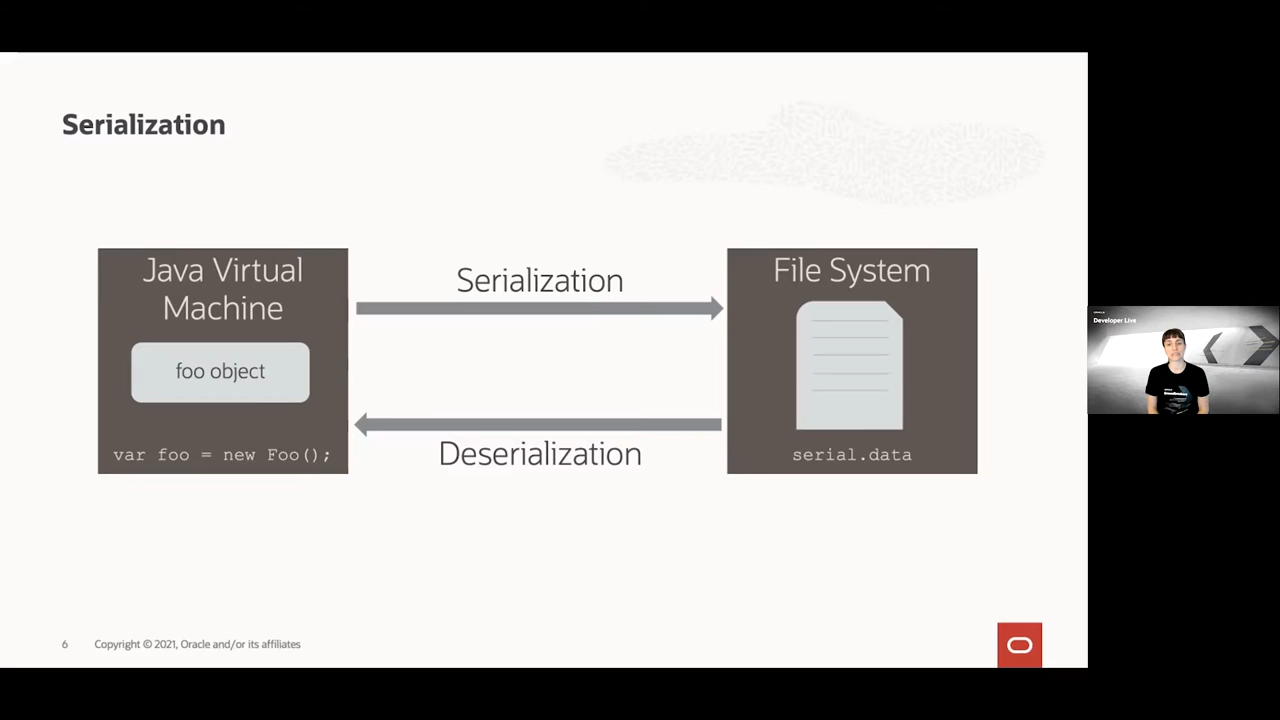 Serialization
Java Virtual
Machine
foo object
var foo = new Foo();
Serialization
Deserialization
File System
serial.data
6
Copyright © 2021, Oracle and/or its affiliates
ORACLE
Developer Live